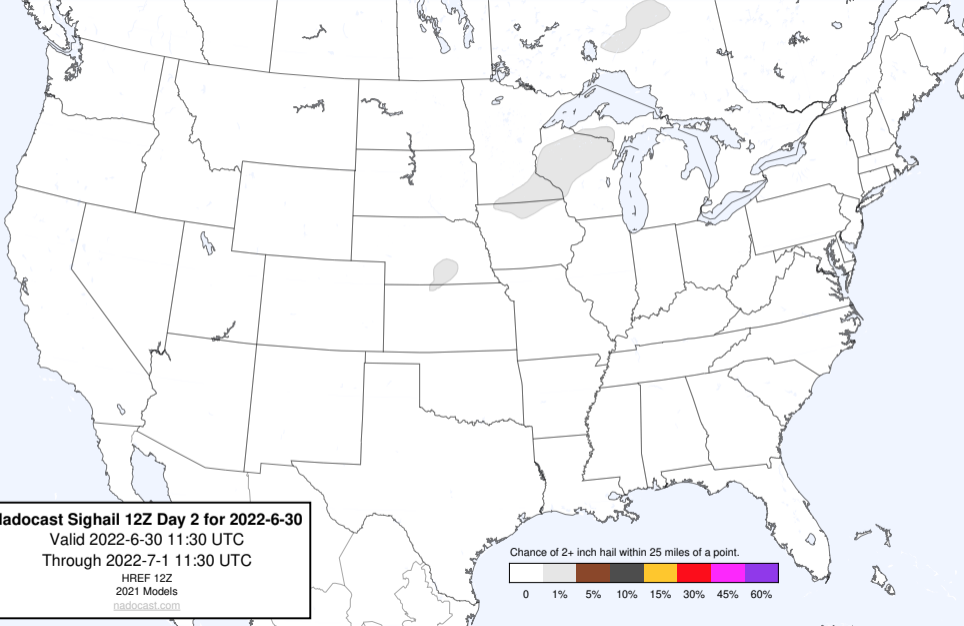 adocast Sighail 12Z Day 2 for 2022-6-30
Valid 2022-6-30 11:30 UTC
Through 2022-7-1 11:30 UTC
HREF 12Z
2021 Models
nadocast.com
Chance of 2+ inch hail within 25 miles of a point.
0 1% 5% 10% 15% 30% 45% 60%